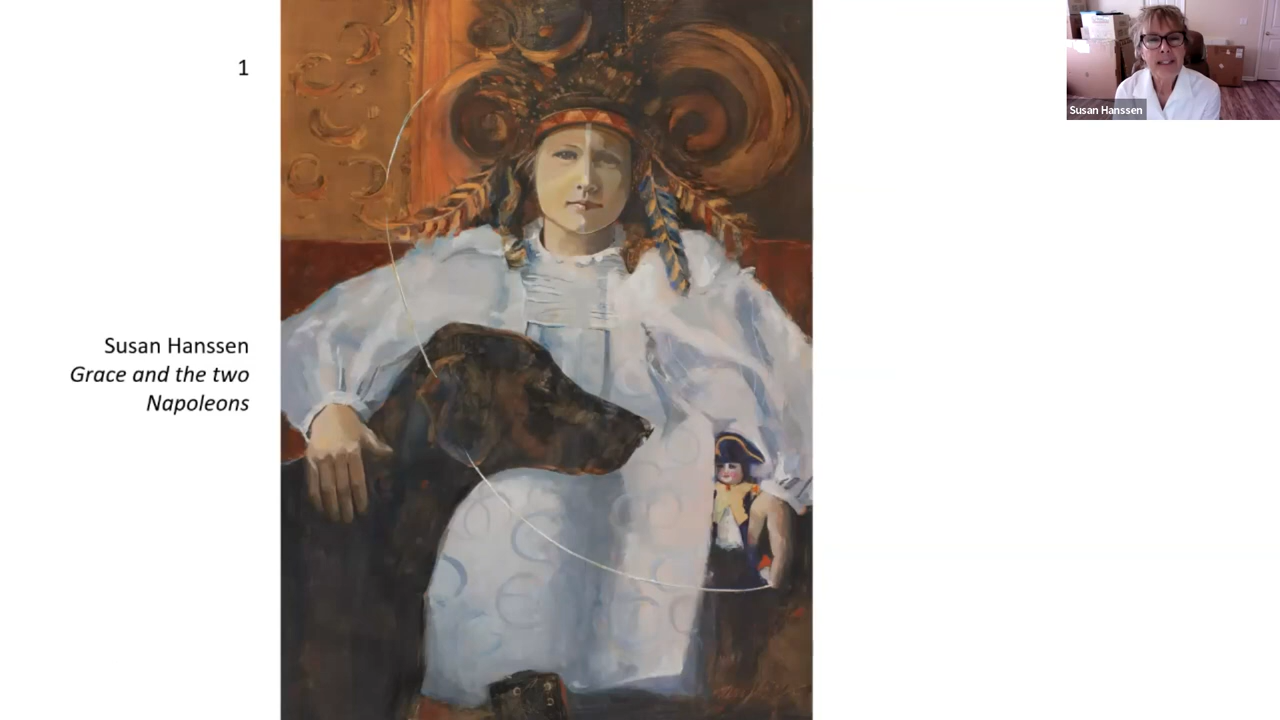 1
Susan Hanssen
Grace and the two
Napoleons
Susan Hanssen